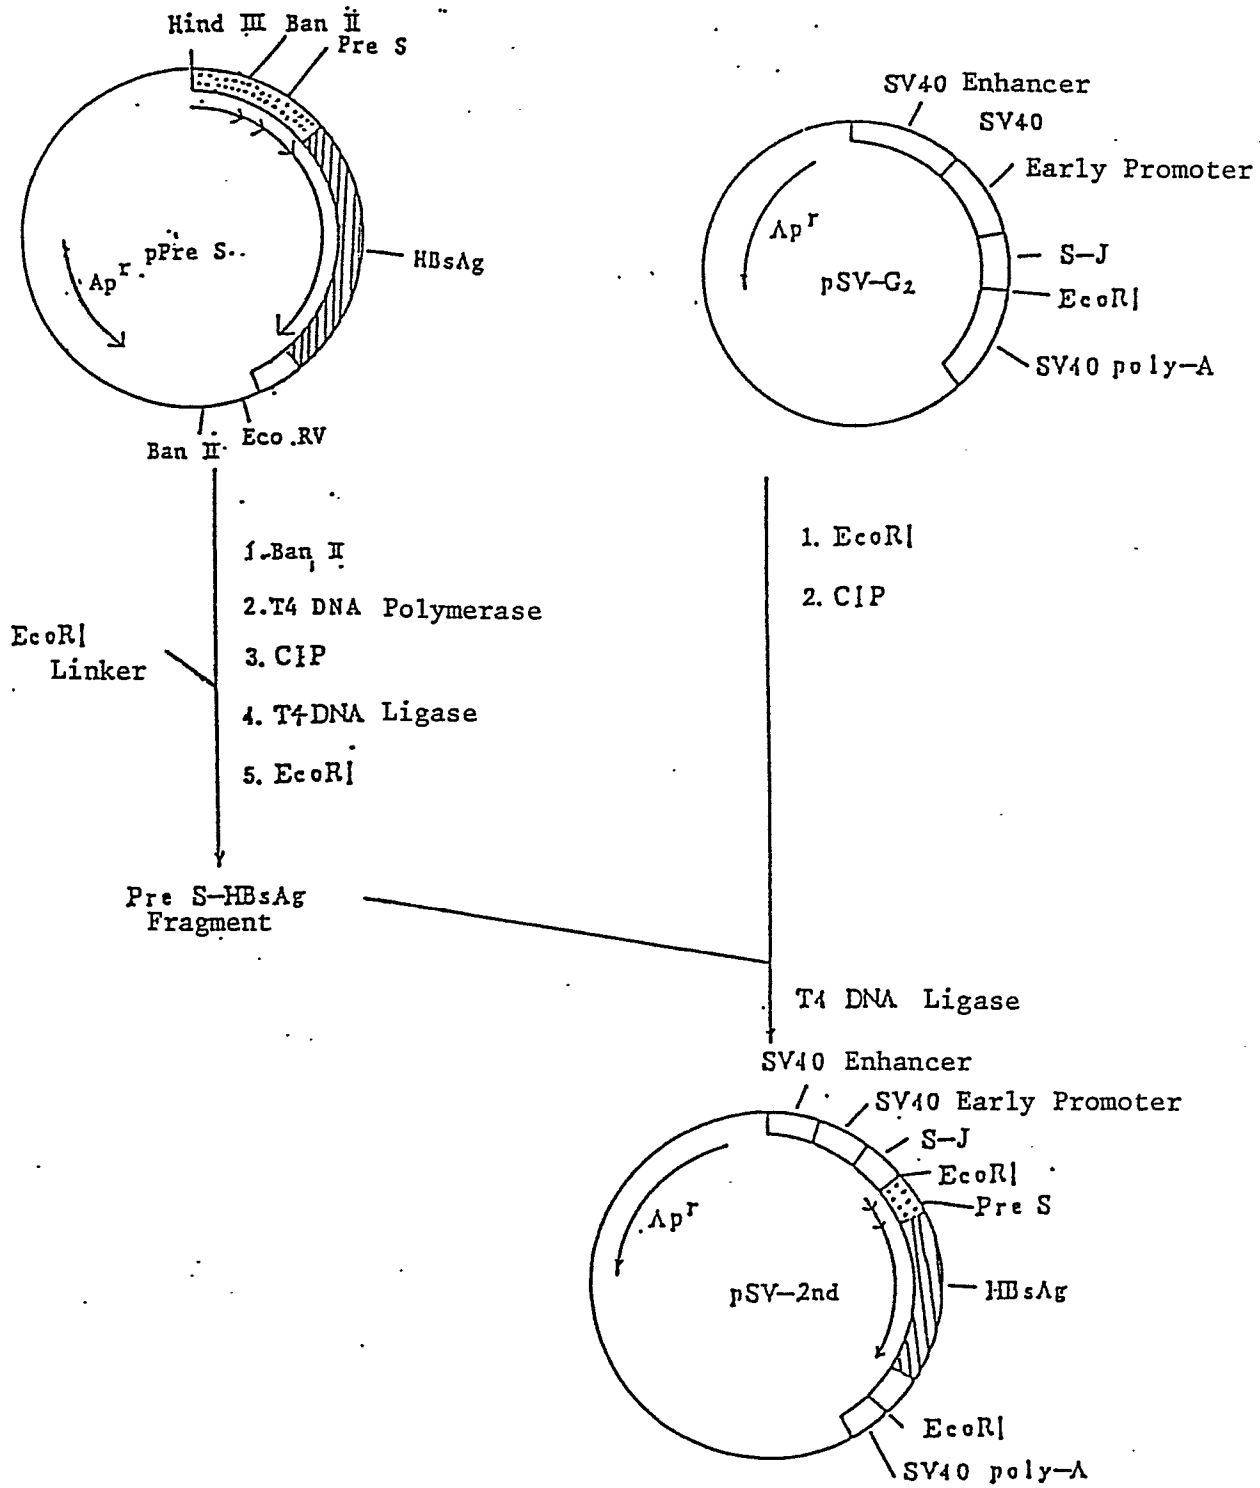 Hind III Ban II
Pre S
pPre S
Ap r
HBsAg
Ban II
Eco RV
SV40 Enhancer
SV40
Early Promoter
Ap r
pSV-G2
S-J
EcoRI
SV40 poly-A
1. Ban II
2. T4 DNA Polymerase
EcoRI
Linker
3. CIP
4. T4 DNA Ligase
5. EcoRI
1. EcoRI
2. CIP
Pre S-HBsAg
Fragment
T4 DNA Ligase
SV40 Enhancer
SV40 Early Promoter
S-J
EcoRI
Pre S
Ap r
pSV-2nd
HBsAg
EcoRI
SV40 poly-A